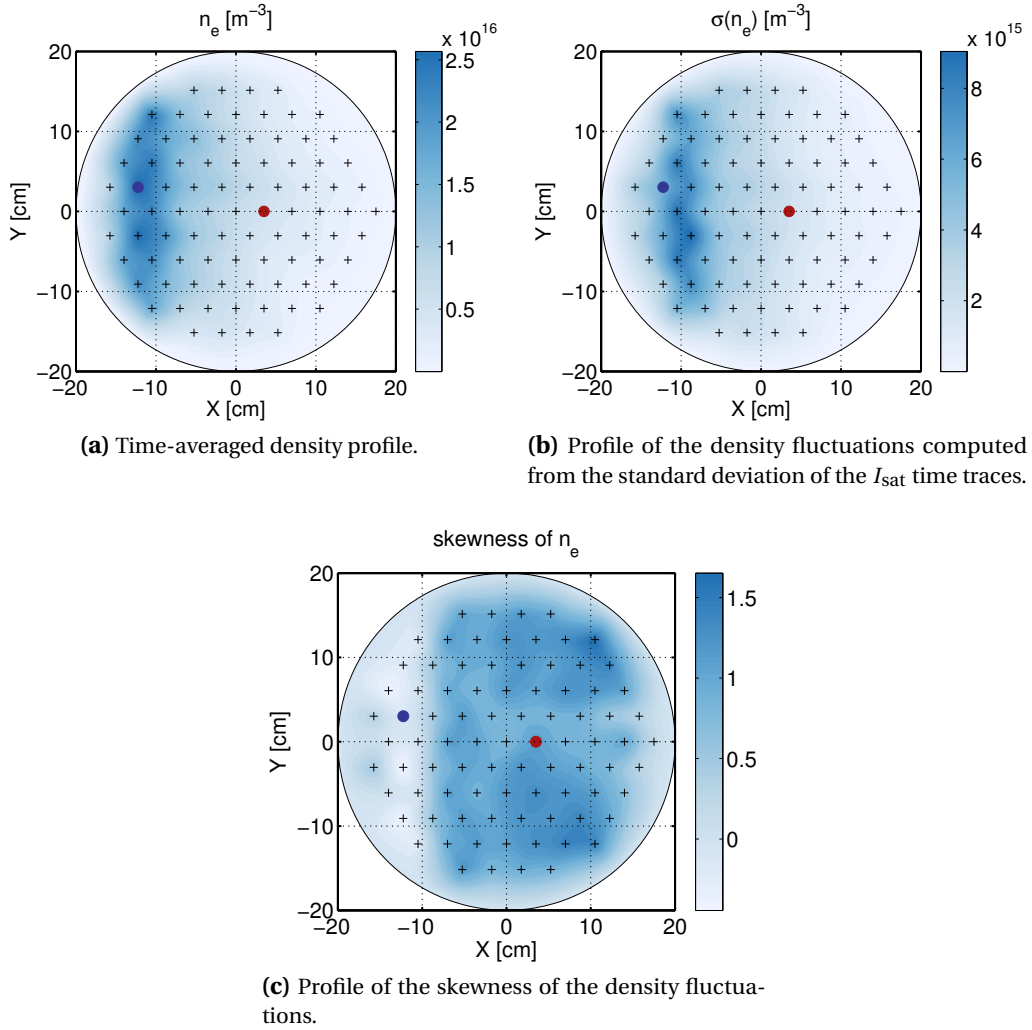 n_e [m^−3]
x 10^16
20
10
0
−10
−20
Y [cm]
−20 −10 0 10 20
X [cm]
2.5
2
1.5
1
0.5
(a) Time-averaged density profile.
σ(n_e) [m^−3]
x 10^15
20
10
0
−10
−20
Y [cm]
−20 −10 0 10 20
X [cm]
8
6
4
2
(b) Profile of the density fluctuations computed
from the standard deviation of the I_sat time traces.
skewness of n_e
20
10
0
−10
−20
Y [cm]
−20 −10 0 10 20
X [cm]
1.5
1
0.5
0
(c) Profile of the skewness of the density fluctua-
tions.